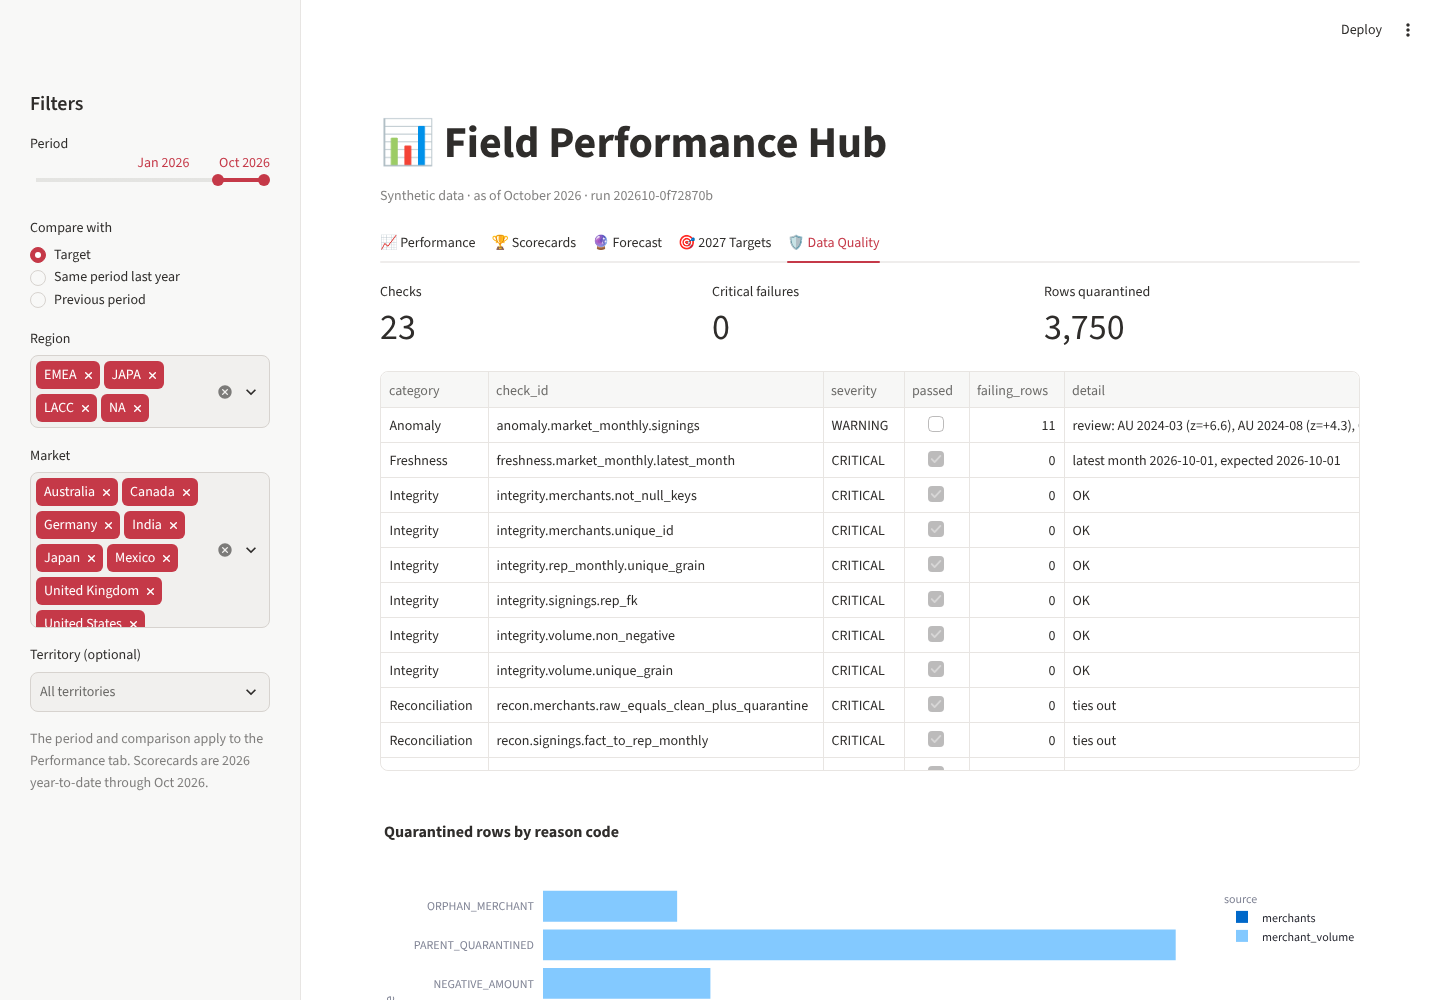 Deploy
Filters
Period
Jan 2026 Oct 2026
Compare with
Target
Same period last year
Previous period
Region
EMEA JAPA
LACC NA
Market
Australia Canada
Germany India
Japan Mexico
United Kingdom
United States
Territory (optional)
All territories
The period and comparison apply to the
Performance tab. Scorecards are 2026
year-to-date through Oct 2026.
Field Performance Hub
Synthetic data · as of October 2026 · run 202610-0f72870b
Performance Scorecards Forecast 2027 Targets Data Quality
Checks Critical failures Rows quarantined
23 0 3,750
category check_id severity passed failing_rows detail
Anomaly anomaly.market_monthly.signings WARNING 11 review: AU 2024-03 (z=+6.6), AU 2024-08 (z=+4.3),
Freshness freshness.market_monthly.latest_month CRITICAL 0 latest month 2026-10-01, expected 2026-10-01
Integrity integrity.merchants.not_null_keys CRITICAL 0 OK
Integrity integrity.merchants.unique_id CRITICAL 0 OK
Integrity integrity.rep_monthly.unique_grain CRITICAL 0 OK
Integrity integrity.signings.rep_fk CRITICAL 0 OK
Integrity integrity.volume.non_negative CRITICAL 0 OK
Integrity integrity.volume.unique_grain CRITICAL 0 OK
Reconciliation recon.merchants.raw_equals_clean_plus_quarantine CRITICAL 0 ties out
Reconciliation recon.signings.fact_to_rep_monthly CRITICAL 0 ties out
Quarantined rows by reason code
ORPHAN_MERCHANT
PARENT_QUARANTINED
NEGATIVE_AMOUNT
source
merchants
merchant_volume